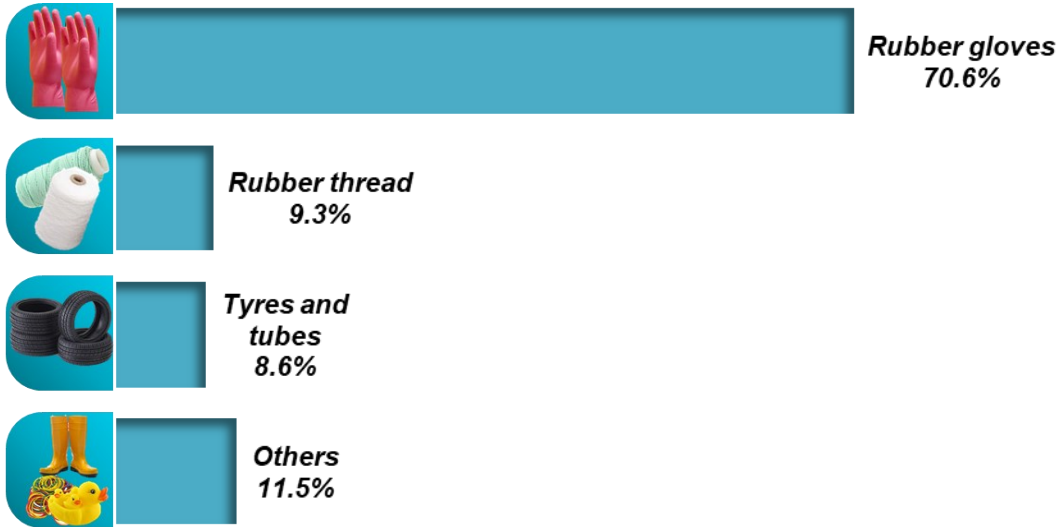 Rubber gloves
70.6%
Rubber thread
9.3%
Tyres and
tubes
8.6%
Others
11.5%